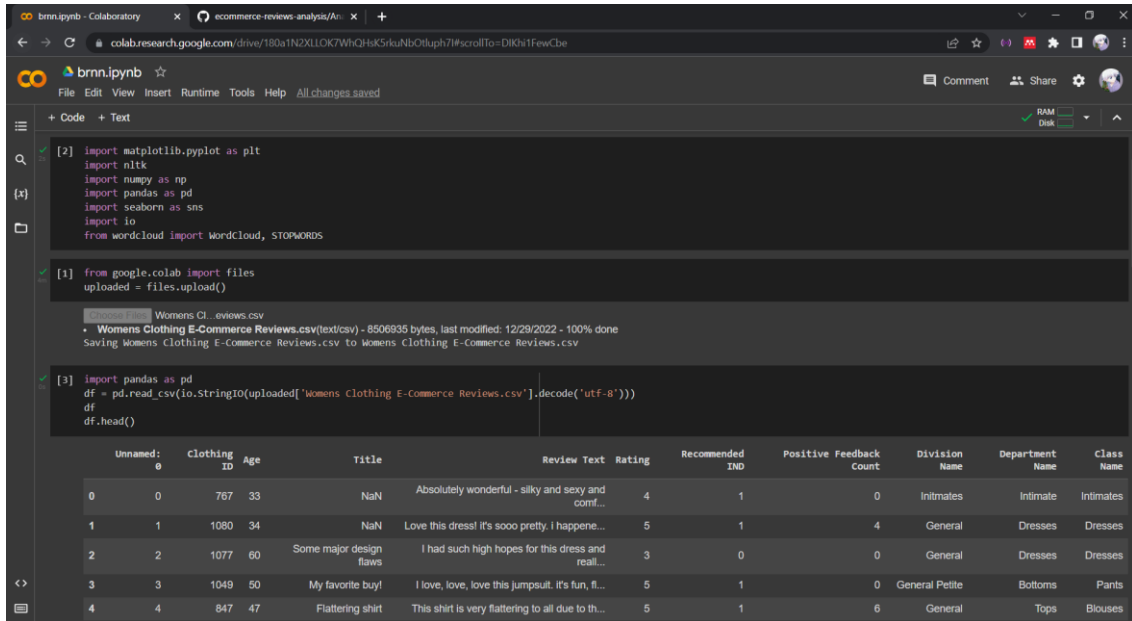 brnn.ipynb - Colaboratory
ecommerce-reviews-analysis/An
colab.research.google.com/drive/180a1N2XLLOK7WhQHsK5rkuNbOtluph7I#scrollTo=DIKhi1FewCbe
brnn.ipynb
Comment Share
File Edit View Insert Runtime Tools Help All changes saved
+ Code + Text
RAM
Disk
[2] import matplotlib.pyplot as plt
import nltk
import numpy as np
import pandas as pd
import seaborn as sns
import io
from wordcloud import WordCloud, STOPWORDS
[1] from google.colab import files
uploaded = files.upload()
Choose Files Womens Cl...eviews.csv
• Womens Clothing E-Commerce Reviews.csv(text/csv) - 8506935 bytes, last modified: 12/29/2022 - 100% done
Saving Womens Clothing E-Commerce Reviews.csv to Womens Clothing E-Commerce Reviews.csv
[3] import pandas as pd
df = pd.read_csv(io.StringIO(uploaded['Womens Clothing E-Commerce Reviews.csv'].decode('utf-8')))
df
df.head()
Unnamed: 0 Clothing ID Age Title Review Text Rating Recommended IND Positive Feedback Count Division Name Department Name Class Name
0 0 767 33 NaN Absolutely wonderful - silky and sexy and comf... 4 1 0 Initmates Intimate Intimates
1 1 1080 34 NaN Love this dress! it's sooo pretty. i happene... 5 1 4 General Dresses Dresses
2 2 1077 60 Some major design flaws I had such high hopes for this dress and reall... 3 0 0 General Dresses Dresses
3 3 1049 50 My favorite buy! I love, love, love this jumpsuit. it's fun, fl... 5 1 0 General Petite Bottoms Pants
4 4 847 47 Flattering shirt This shirt is very flattering to all due to th... 5 1 6 General Tops Blouses